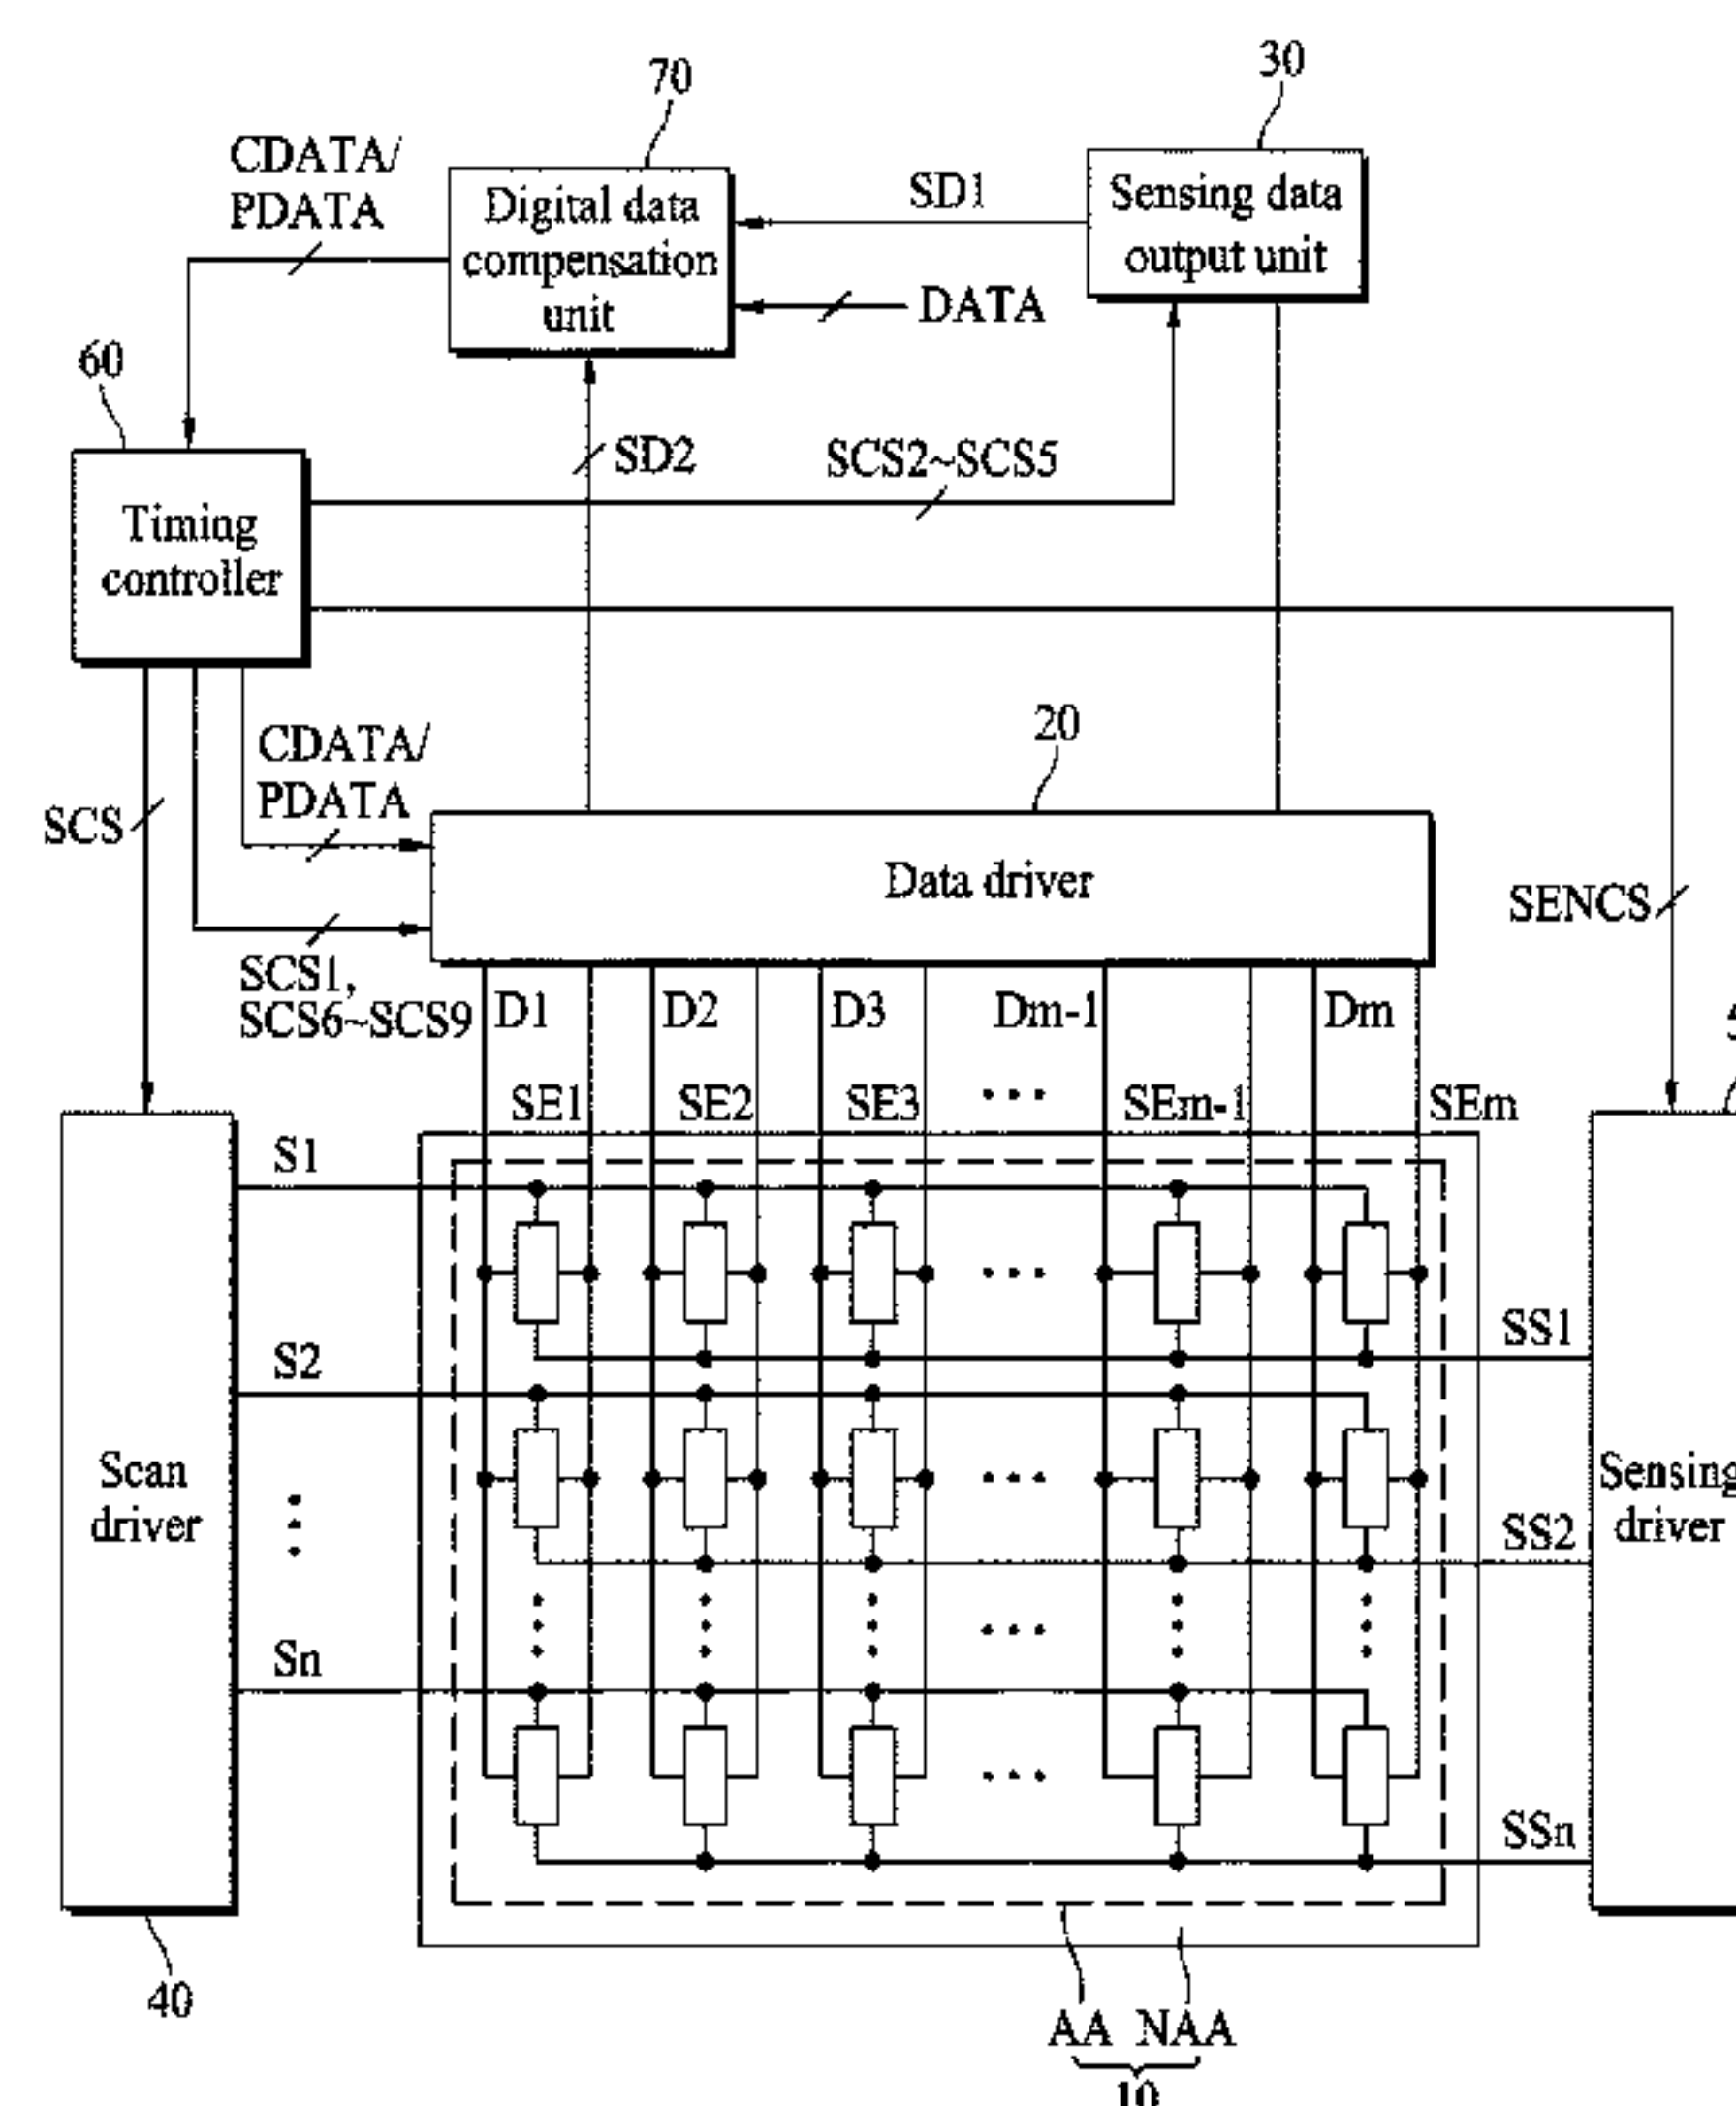 30
70
CDATA/
PDATA
Digital data
compensation
unit
SD1
Sensing data
output unit
DATA
60
SD2
SCS2~SCS5
Timing
controller
20
CDATA/
PDATA
SCS
Data driver
SENCS
SCS1,
SCS6~SCS9
D1
D2
D3
Dm-1
Dm
SE1
SE2
SE3
SEm-1
SEm
S1
SS1
S2
Scan
driver
Sensing
driver
SS2
Sn
SSn
40
AA NAA
10